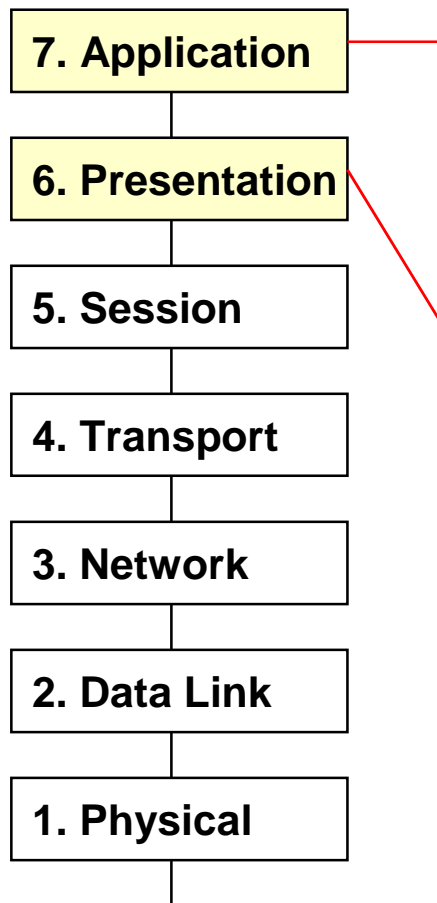 7. Application
6. Presentation
5. Session
4. Transport
3. Network
2. Data Link
1. Physical